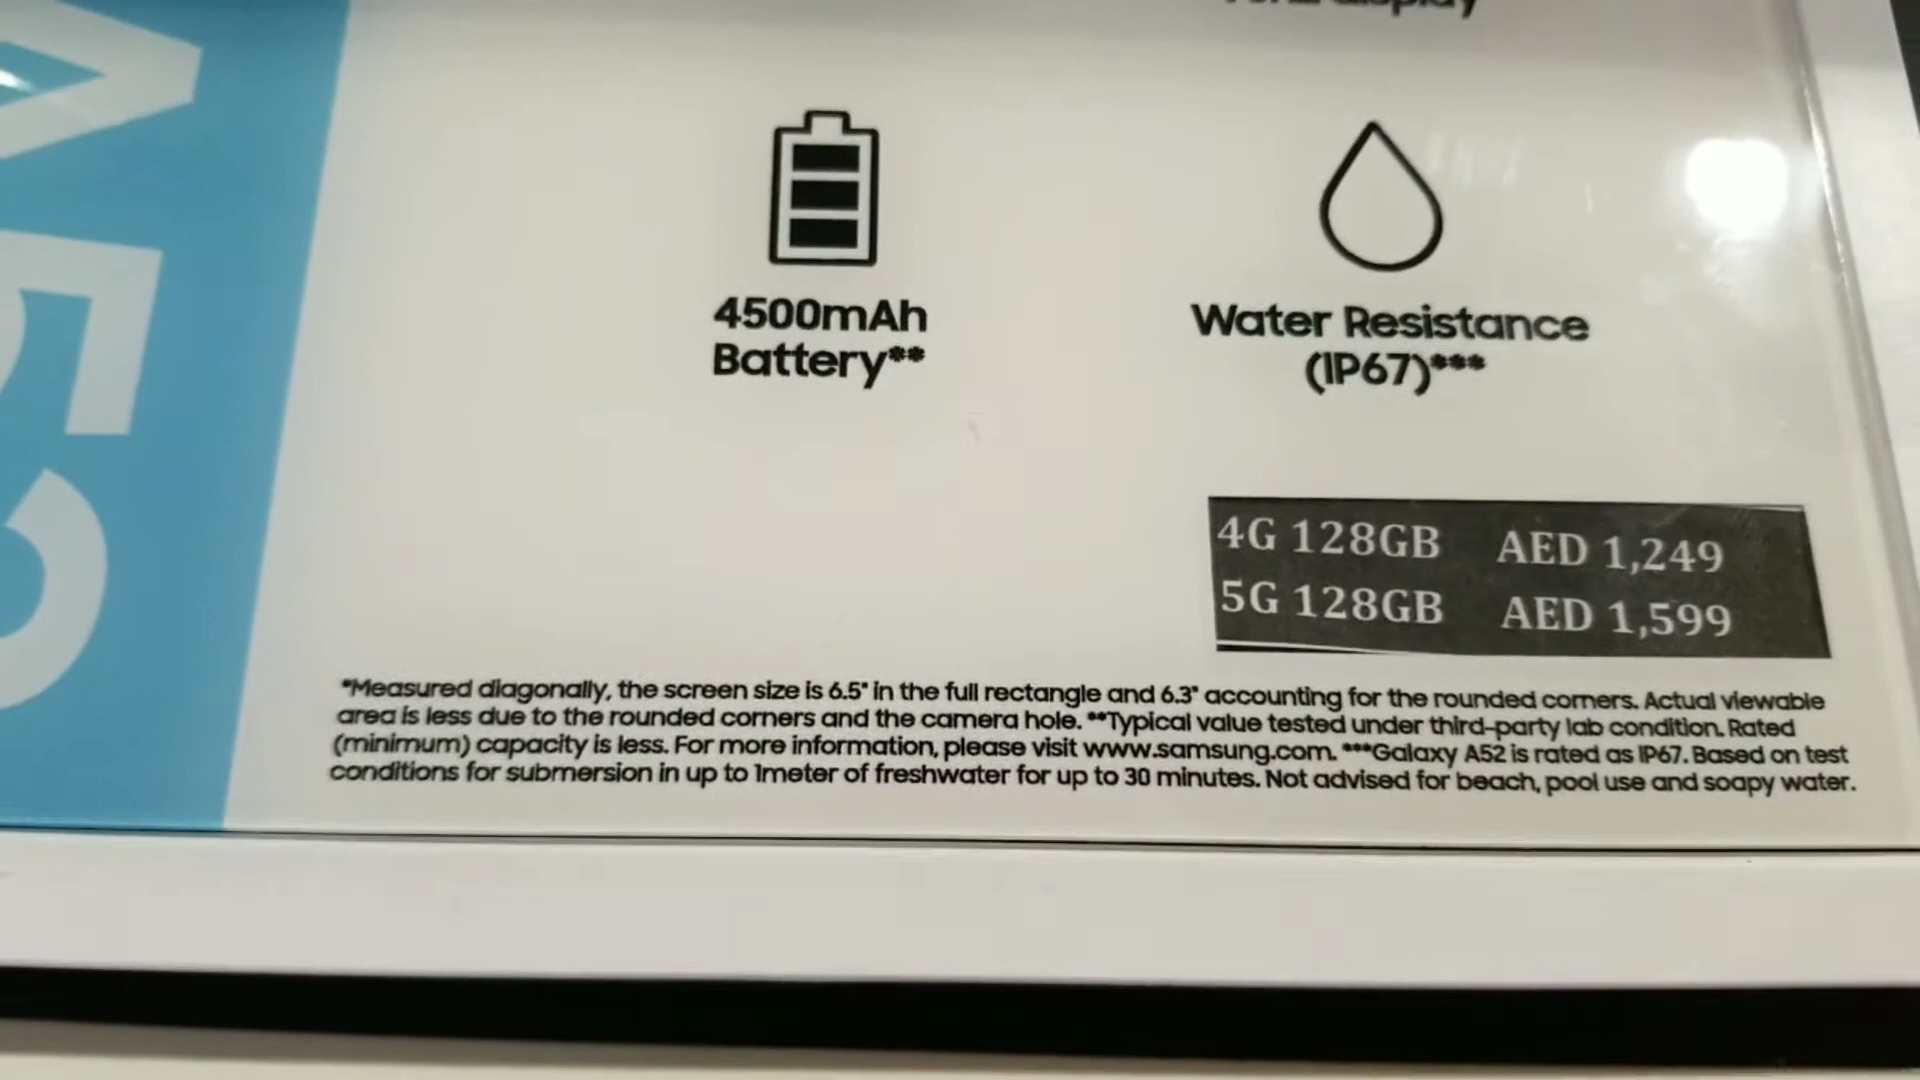 display
A52
4500mAh
Battery**
Water Resistance
(IP67)***
4G 128GB AED 1,249
5G 128GB AED 1,599
*Measured diagonally, the screen size is 6.5" in the full rectangle and 6.3" accounting for the rounded corners. Actual viewable
area is less due to the rounded corners and the camera hole. **Typical value tested under third-party lab condition. Rated
(minimum) capacity is less. For more information, please visit www.samsung.com. ***Galaxy A52 is rated as IP67. Based on test
conditions for submersion in up to 1meter of freshwater for up to 30 minutes. Not advised for beach, pool use and soapy water.